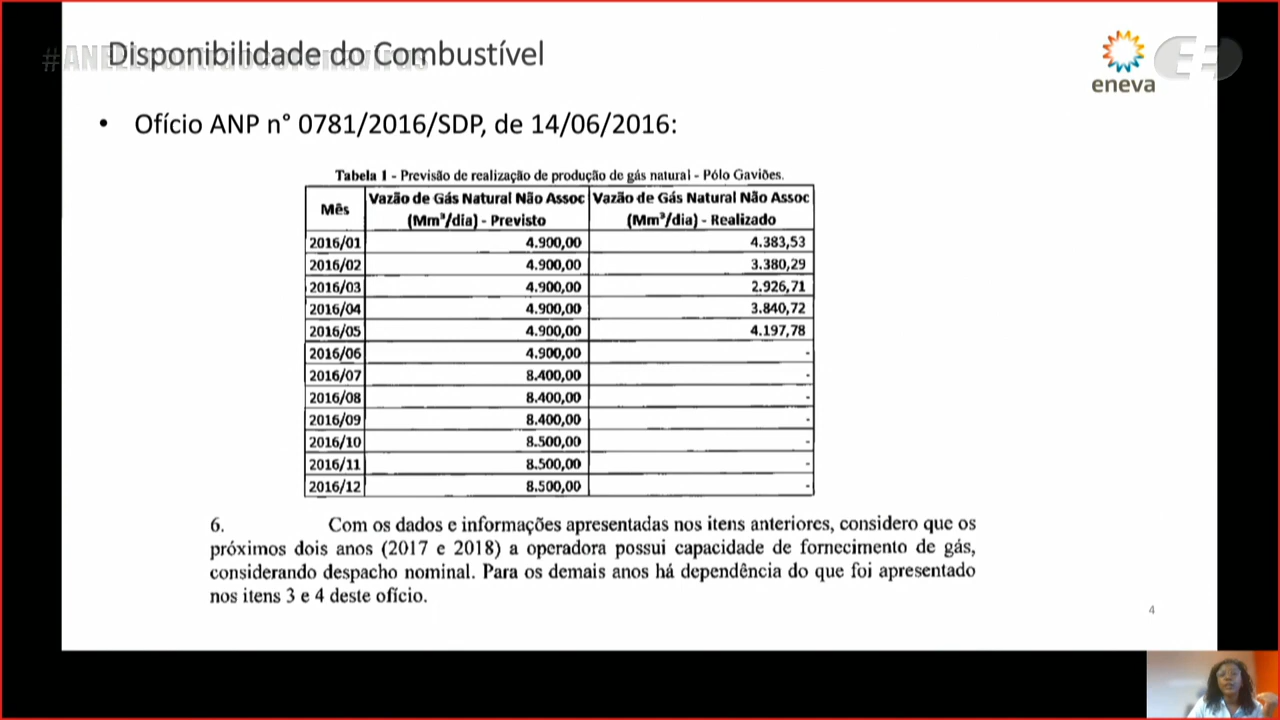 Disponibilidade do Combustível
eneva
• Ofício ANP n° 0781/2016/SDP, de 14/06/2016:
Tabela 1 - Previsão de realização de produção de gás natural - Pólo Gaviões.
Mês | Vazão de Gás Natural Não Assoc (Mm³/dia) - Previsto | Vazão de Gás Natural Não Assoc (Mm³/dia) - Realizado
2016/01 4.900,00 4.383,53
2016/02 4.900,00 3.380,29
2016/03 4.900,00 2.926,71
2016/04 4.900,00 3.840,72
2016/05 4.900,00 4.197,78
2016/06 4.900,00 -
2016/07 8.400,00 -
2016/08 8.400,00 -
2016/09 8.400,00 -
2016/10 8.500,00 -
2016/11 8.500,00 -
2016/12 8.500,00 -
6. Com os dados e informações apresentadas nos itens anteriores, considero que os
próximos dois anos (2017 e 2018) a operadora possui capacidade de fornecimento de gás,
considerando despacho nominal. Para os demais anos há dependência do que foi apresentado
nos itens 3 e 4 deste ofício.
4